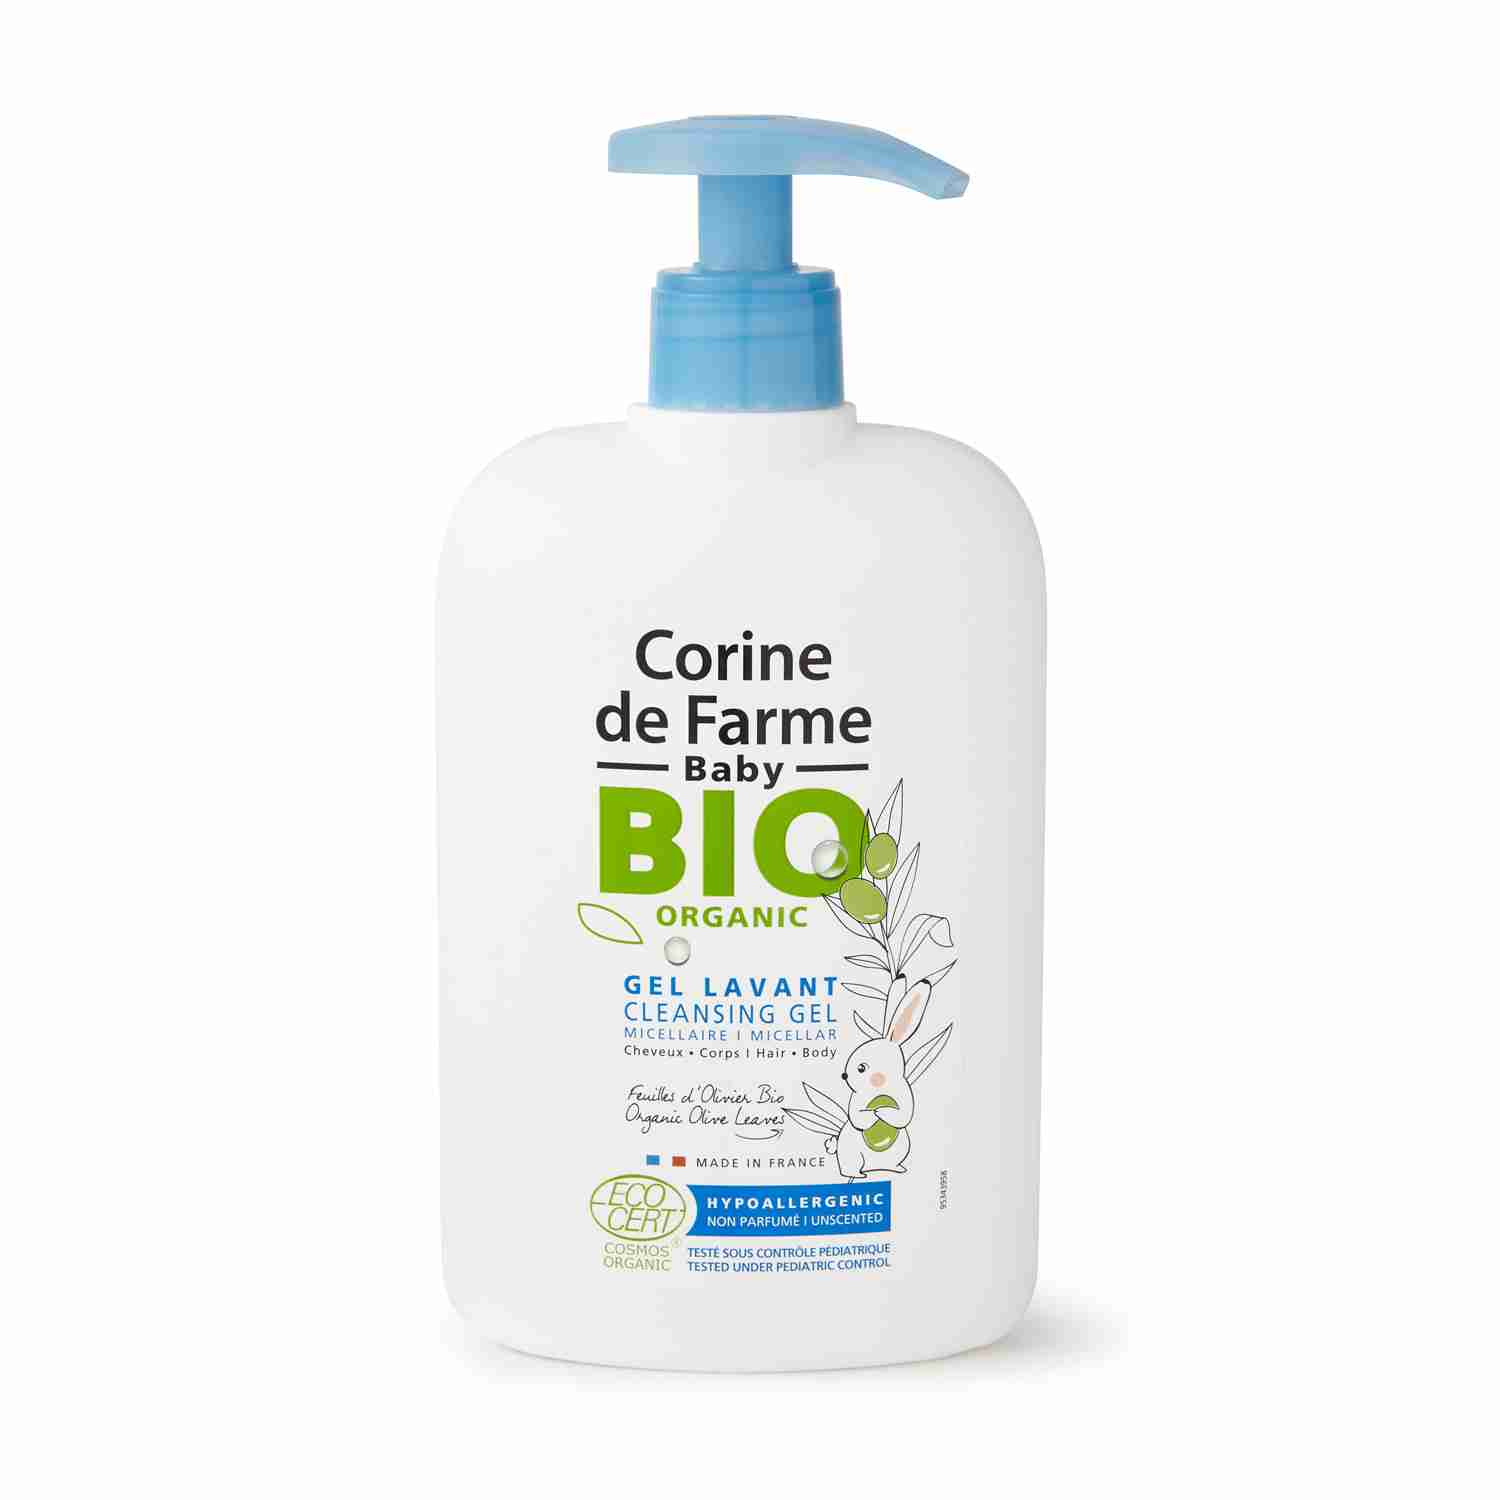 Corine
de Farme
Baby
BIO
ORGANIC
GEL LAVANT
CLEANSING GEL
MICELLAIRE I MICELLAR
Cheveux • Corps I Hair • Body
Feuilles d'Olivier Bio
Organic Olive Leaves
MADE IN FRANCE
ECO
CERT
COSMOS
ORGANIC
®
HYPOALLERGENIC
NON PARFUMÉ I UNSCENTED
TESTÉ SOUS CONTRÔLE PÉDIATRIQUE
TESTED UNDER PEDIATRIC CONTROL
95343958